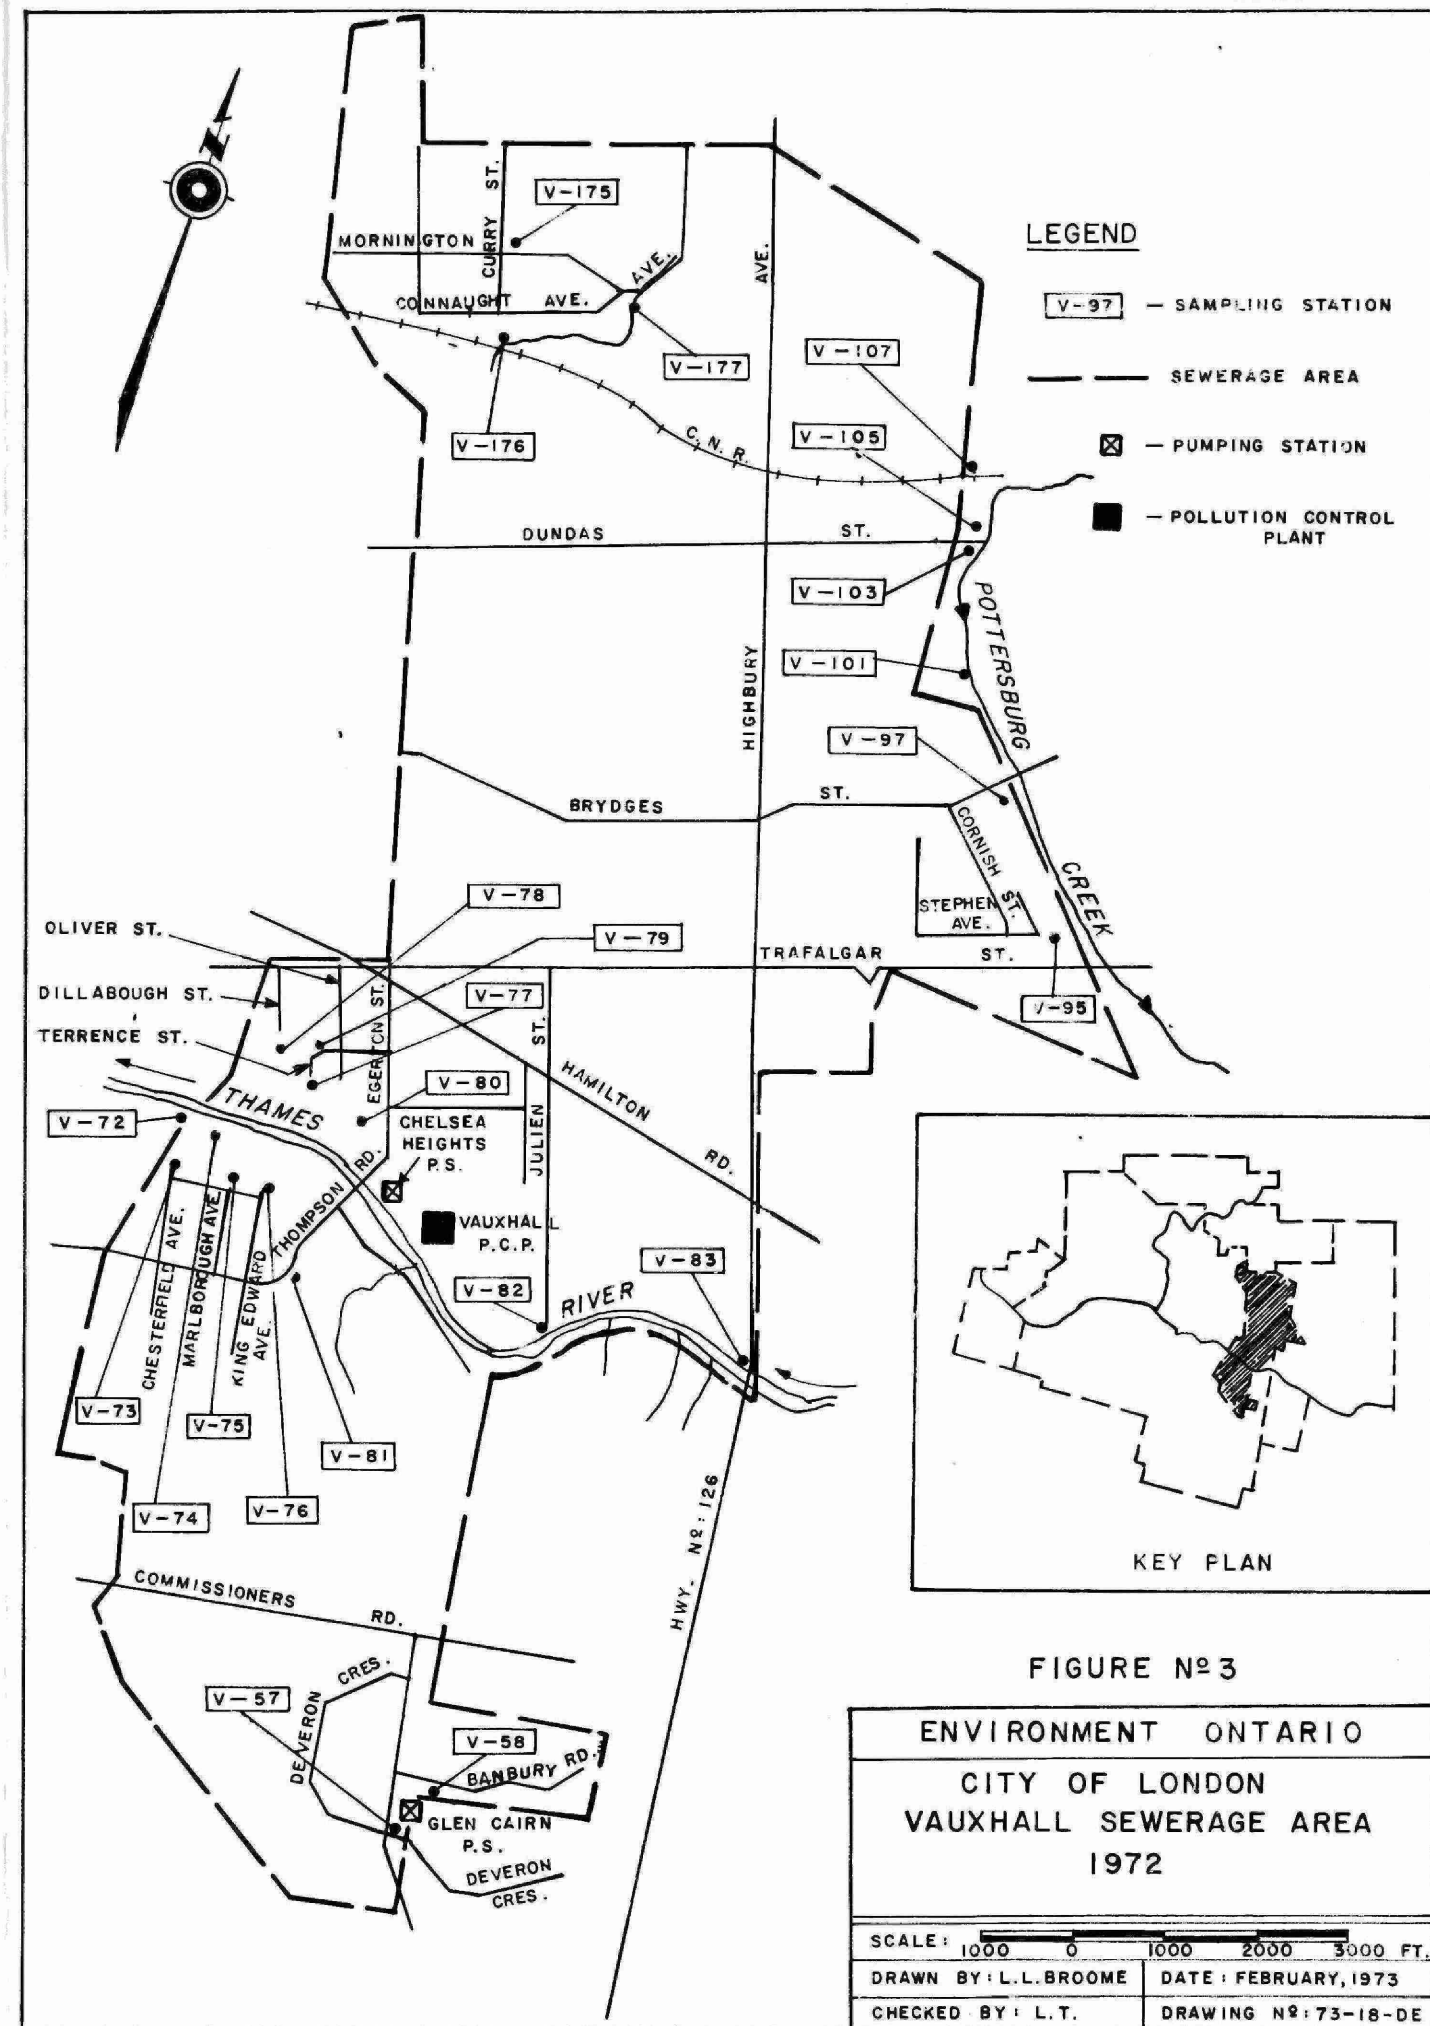 N
V-175
CURRY ST.
MORNINGTON AVE.
CONNAUGHT AVE.
V-177
V-176
C. N. R.
HIGHBURY AVE.
LEGEND
V-97 — SAMPLING STATION
SEWERAGE AREA
— PUMPING STATION
— POLLUTION CONTROL
PLANT
V-107
V-105
DUNDAS ST.
V-103
V-101
POTTERSBURG CREEK
V-97
BRYDGES ST.
CORNISH ST.
STEPHEN
AVE.
V-78
OLIVER ST.
V-79
TRAFALGAR ST.
DILLABOUGH ST.
V-77
V-95
TERRENCE ST.
EGERTON ST.
JULIEN ST.
HAMILTON RD.
V-80
THAMES RIVER
V-72
CHELSEA
HEIGHTS
P.S.
THOMPSON RD.
VAUXHALL
P.C.P.
CHESTERFIELD AVE.
MARLBOROUGH AVE.
KING EDWARD
AVE.
V-82
V-83
V-73
V-75
V-81
V-74
V-76
HWY. Nº: 126
KEY PLAN
COMMISSIONERS RD.
DEVERON CRES.
V-57
V-58
BANBURY RD.
GLEN CAIRN
P.S.
DEVERON
CRES.
FIGURE Nº 3
ENVIRONMENT ONTARIO
CITY OF LONDON
VAUXHALL SEWERAGE AREA
1972
SCALE: 1000 0 1000 2000 3000 FT.
DRAWN BY: L.L. BROOME
DATE: FEBRUARY, 1973
CHECKED BY: L.T.
DRAWING Nº: 73-18-DE